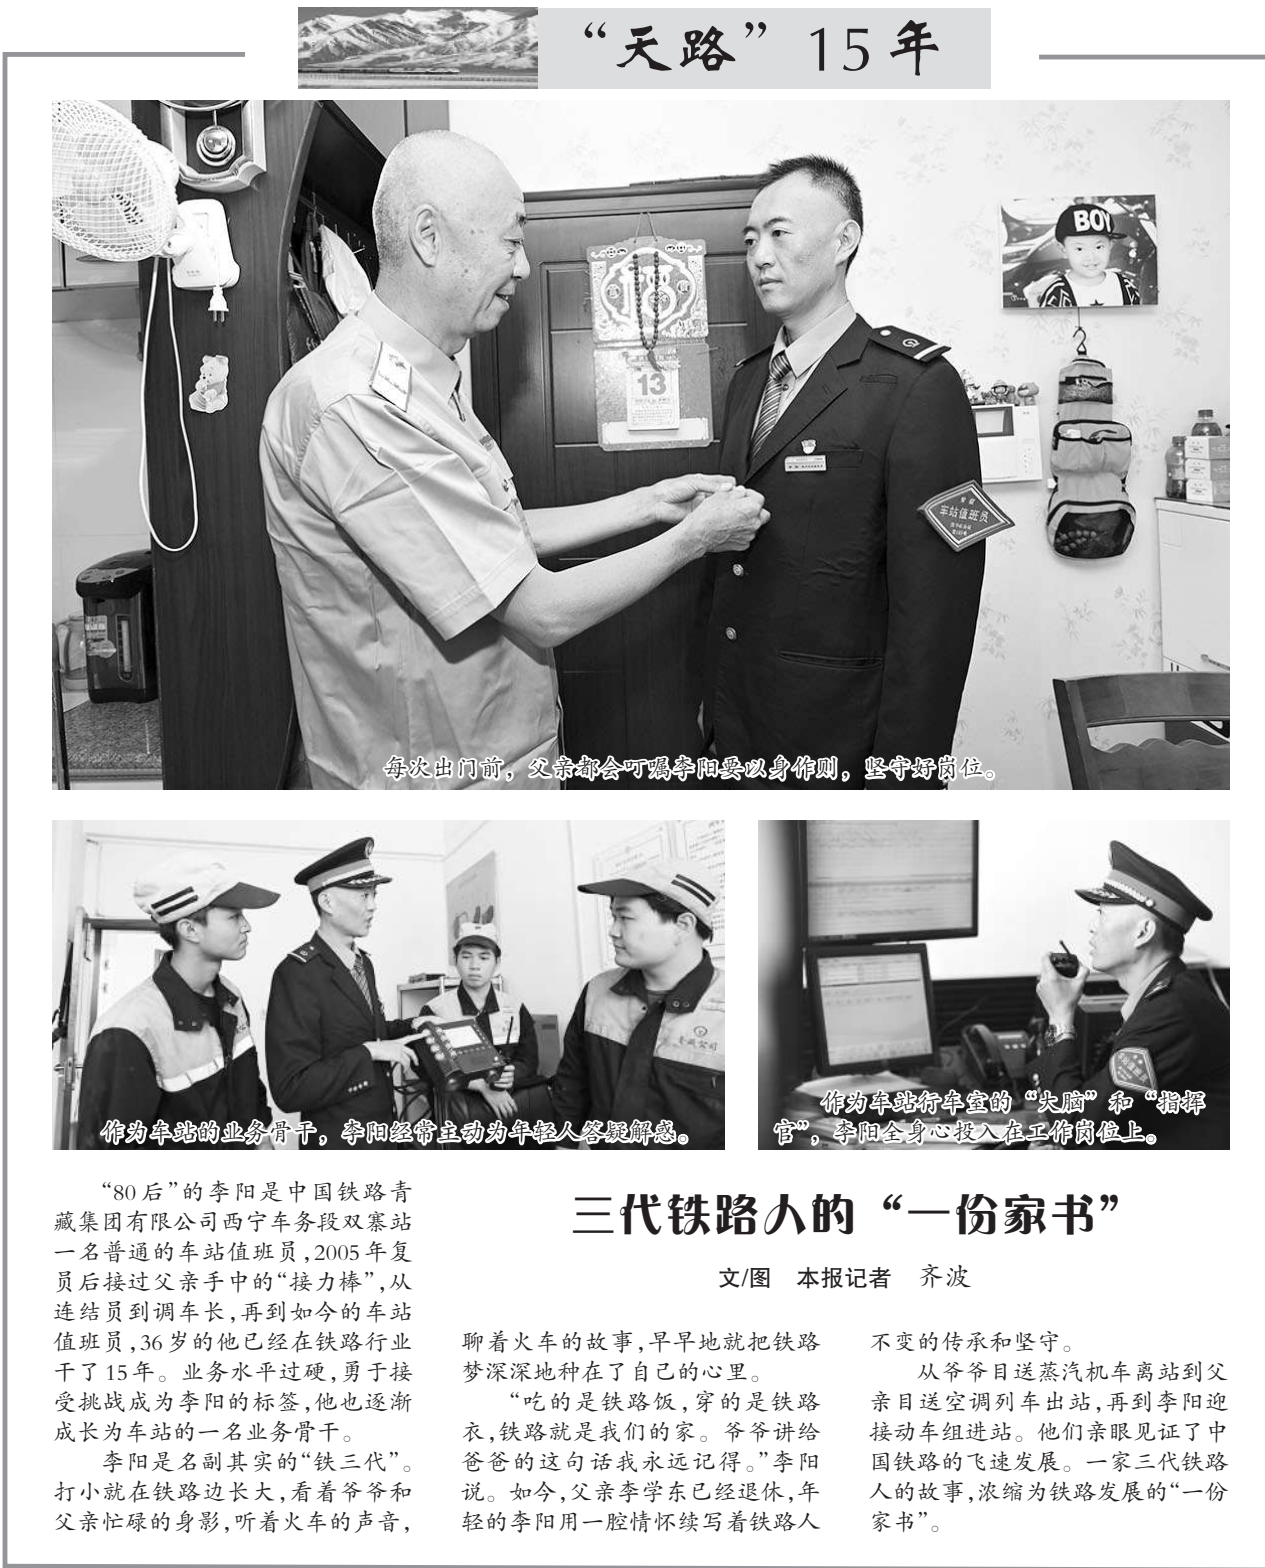 “天路” 15 年
BOY
13
车站值班员
每次出门前，父亲都会叮嘱李阳要以身作则，坚守好岗位。
作为车站的业务骨干，李阳经常主动为年轻人答疑解惑。
作为车站行车室的“大脑”和“指挥
官”，李阳全身心投入在工作岗位上。
三代铁路人的“一份家书”
文/图　本报记者　齐波
“80后”的李阳是中国铁路青
藏集团有限公司西宁车务段双寨站
一名普通的车站值班员,2005年复
员后接过父亲手中的“接力棒”,从
连结员到调车长,再到如今的车站
值班员,36岁的他已经在铁路行业
干了15年。业务水平过硬,勇于接
受挑战成为李阳的标签,他也逐渐
成长为车站的一名业务骨干。
李阳是名副其实的“铁三代”。
打小就在铁路边长大,看着爷爷和
父亲忙碌的身影,听着火车的声音,
聊着火车的故事,早早地就把铁路
梦深深地种在了自己的心里。
“吃的是铁路饭,穿的是铁路
衣,铁路就是我们的家。爷爷讲给
爸爸的这句话我永远记得。”李阳
说。如今,父亲李学东已经退休,年
轻的李阳用一腔情怀续写着铁路人
不变的传承和坚守。
从爷爷目送蒸汽机车离站到父
亲目送空调列车出站,再到李阳迎
接动车组进站。他们亲眼见证了中
国铁路的飞速发展。一家三代铁路
人的故事,浓缩为铁路发展的“一份
家书”。